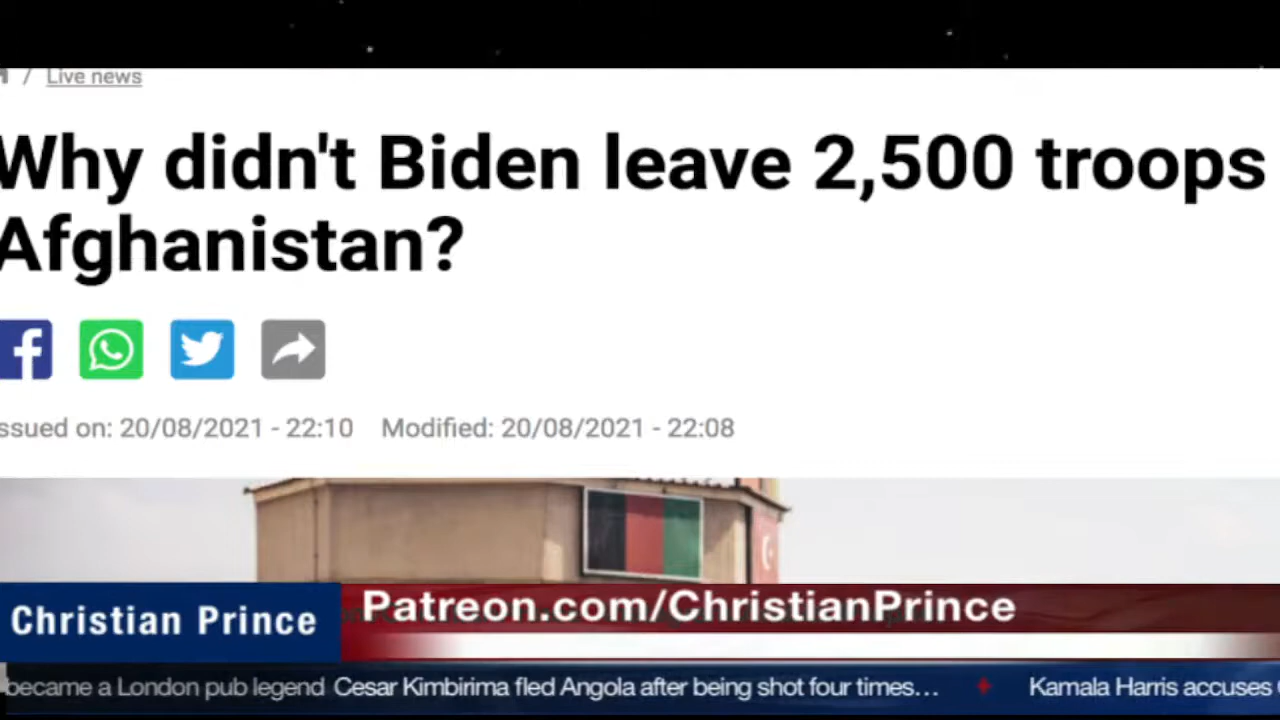 / Live news
Why didn't Biden leave 2,500 troops
Afghanistan?
ssued on: 20/08/2021 - 22:10 Modified: 20/08/2021 - 22:08
Christian Prince
Patreon.com/ChristianPrince
became a London pub legend Cesar Kimbirima fled Angola after being shot four times... Kamala Harris accuses